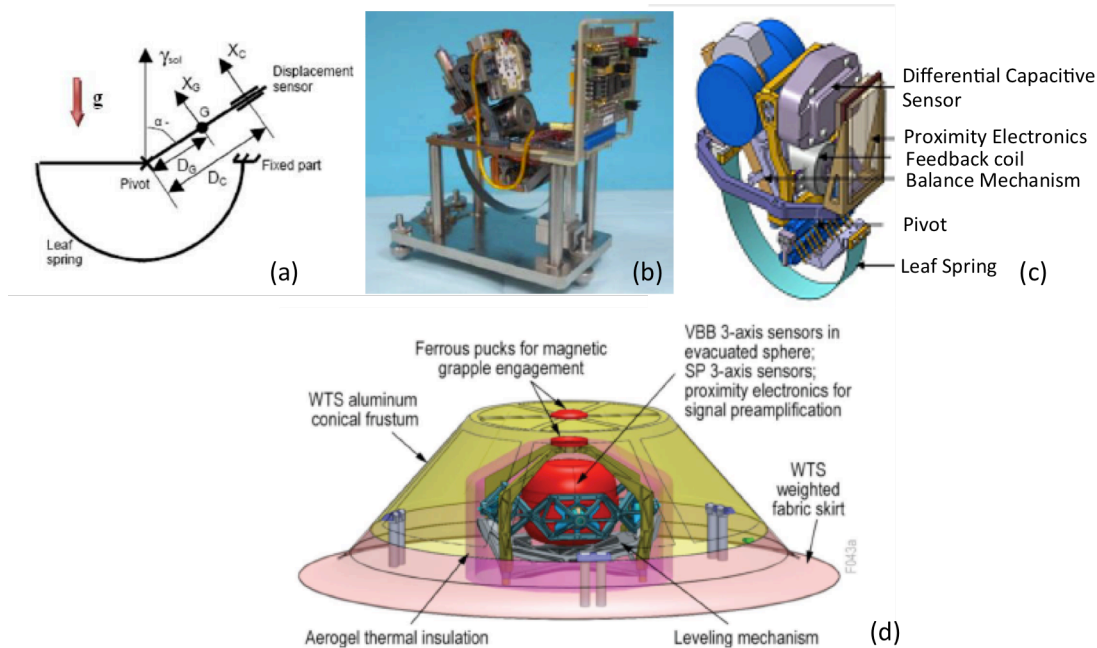 γsol
g
α -
XG
G
XC
Displacement
sensor
DG
DC
Fixed part
Pivot
Leaf
spring
(a)
(b)
Differential Capacitive
Sensor
Proximity Electronics
Feedback coil
Balance Mechanism
Pivot
Leaf Spring
(c)
Ferrous pucks for magnetic
grapple engagement
VBB 3-axis sensors in
evacuated sphere;
SP 3-axis sensors;
proximity electronics for
signal preamplification
WTS aluminum
conical frustum
WTS
weighted
fabric skirt
F043a
Aerogel thermal insulation
Leveling mechanism
(d)